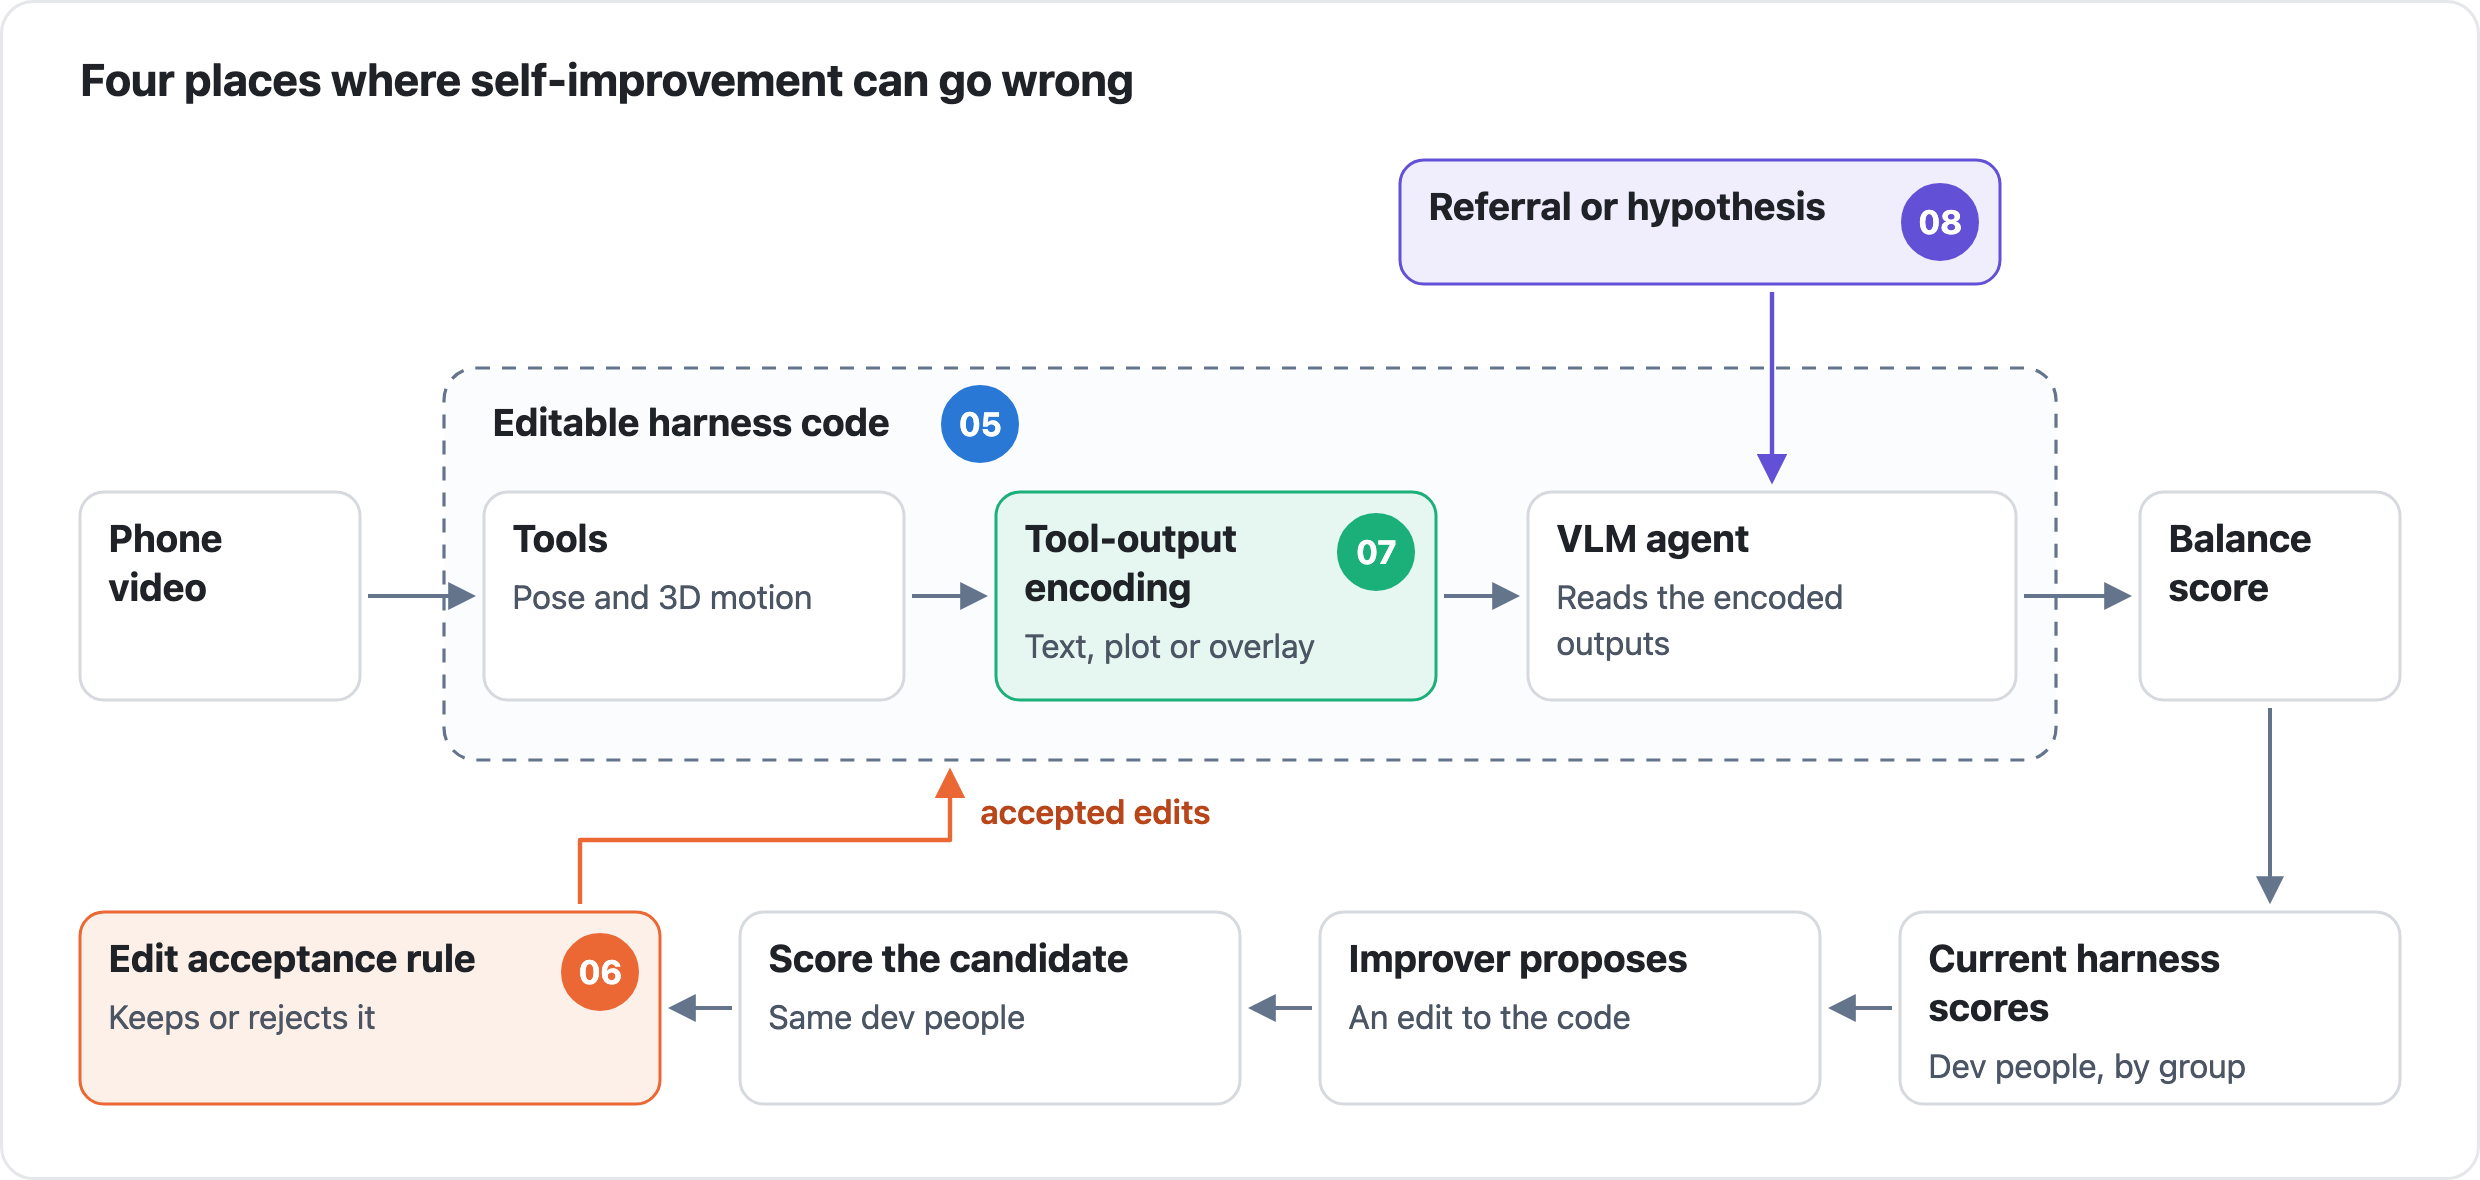 Four places where self-improvement can go wrong
Referral or hypothesis
08
Editable harness code
05
Phone
video
Tools
Pose and 3D motion
Tool-output
encoding
07
Text, plot or overlay
VLM agent
Reads the encoded
outputs
Balance
score
accepted edits
Edit acceptance rule
06
Keeps or rejects it
Score the candidate
Same dev people
Improver proposes
An edit to the code
Current harness
scores
Dev people, by group